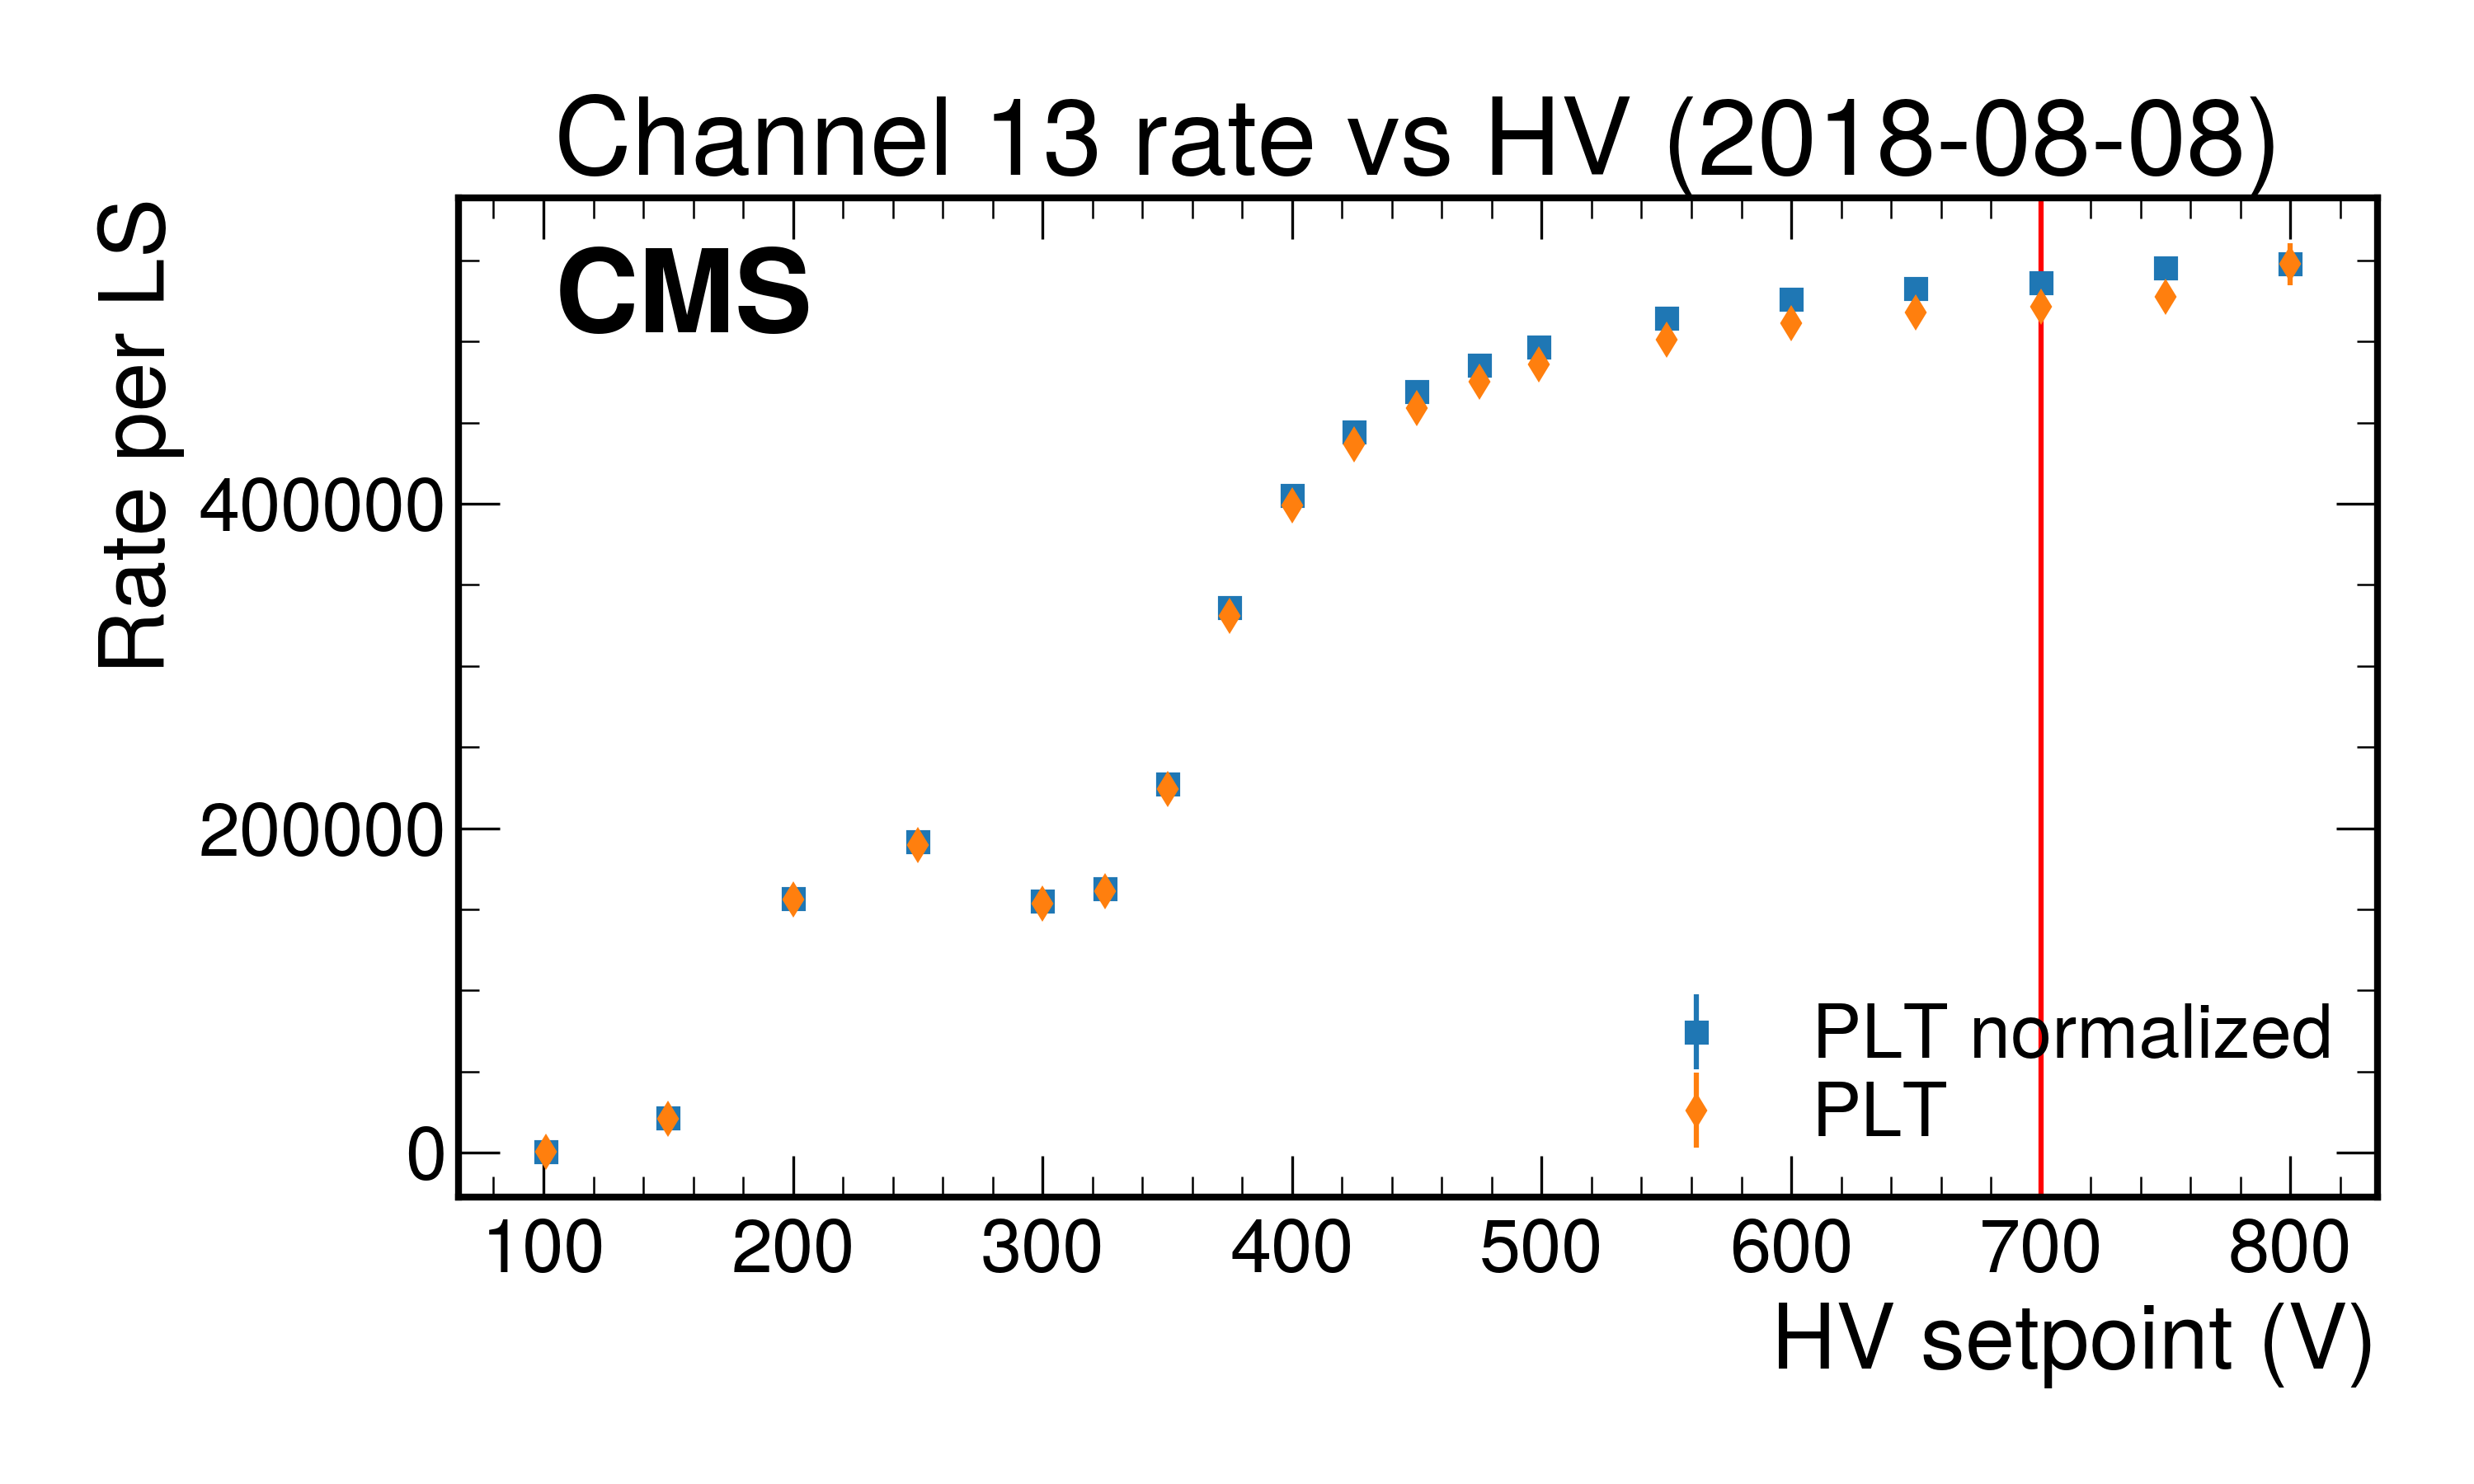 Channel 13 rate vs HV (2018-08-08)
CMS
Rate per LS
400000
200000
0
PLT normalized
PLT
100 200 300 400 500 600 700 800
HV setpoint (V)